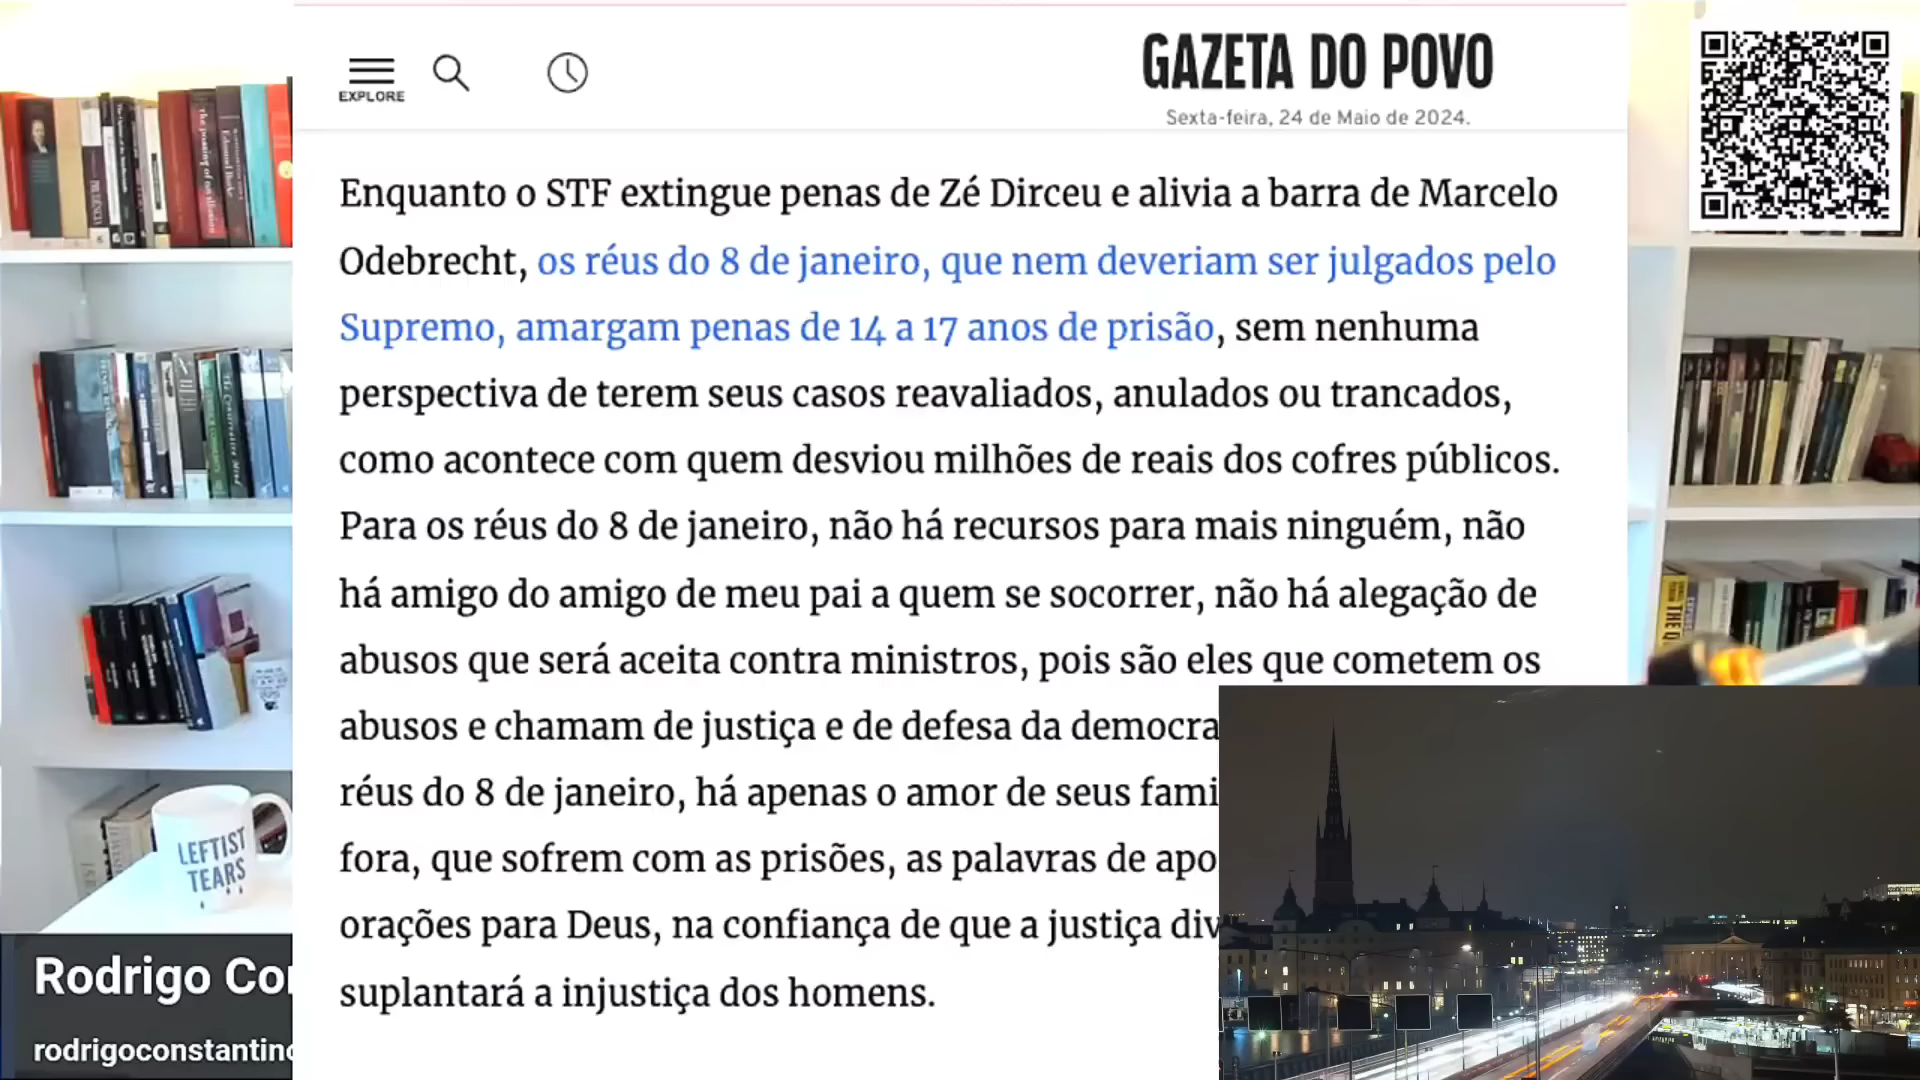 EXPLORE
GAZETA DO POVO
Sexta-feira, 24 de Maio de 2024.
Enquanto o STF extingue penas de Zé Dirceu e alivia a barra de Marcelo
Odebrecht, os réus do 8 de janeiro, que nem deveriam ser julgados pelo
Supremo, amargam penas de 14 a 17 anos de prisão, sem nenhuma
perspectiva de terem seus casos reavaliados, anulados ou trancados,
como acontece com quem desviou milhões de reais dos cofres públicos.
Para os réus do 8 de janeiro, não há recursos para mais ninguém, não
há amigo do amigo de meu pai a quem se socorrer, não há alegação de
abusos que será aceita contra ministros, pois são eles que cometem os
abusos e chamam de justiça e de defesa da democra
réus do 8 de janeiro, há apenas o amor de seus fami
fora, que sofrem com as prisões, as palavras de apo
orações para Deus, na confiança de que a justiça div
suplantará a injustiça dos homens.
LEFTIST
TEARS
Rodrigo Co
rodrigoconstantin